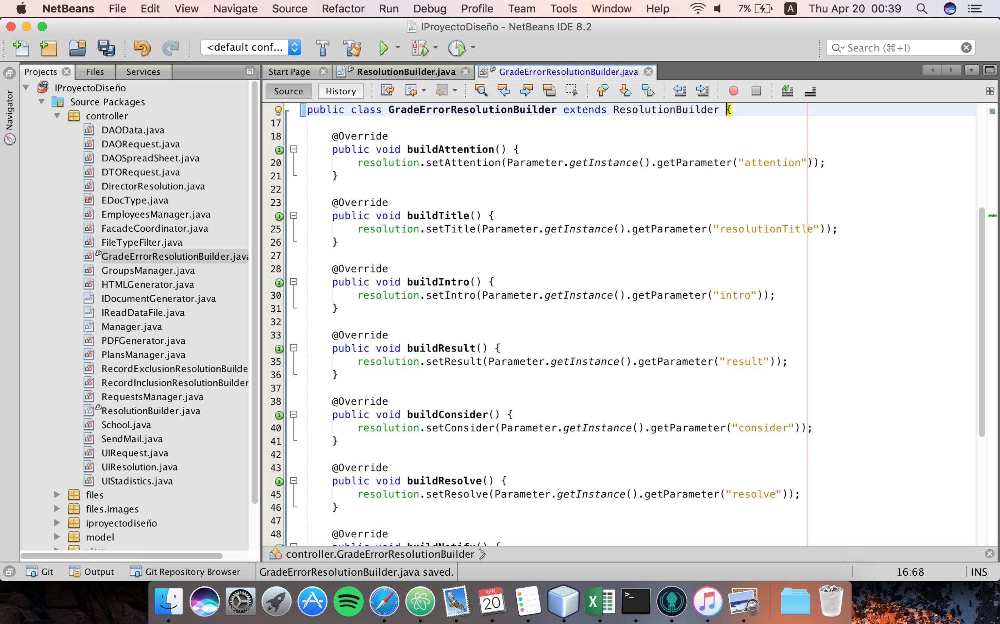 NetBeans File Edit View Navigate Source Refactor Run Debug Profile Team Tools Window Help 7% A Thu Apr 20 00:39
IProyectoDiseño - NetBeans IDE 8.2
<default conf... Search (⌘+I)
Projects Files Services
Navigator
IProyectoDiseño
Source Packages
controller
DAOData.java
DAORequest.java
DAOSpreadSheet.java
DTORequest.java
DirectorResolution.java
EDocType.java
EmployeesManager.java
FacadeCoordinator.java
FileTypeFilter.java
GradeErrorResolutionBuilder.java
GroupsManager.java
HTMLGenerator.java
IDocumentGenerator.java
IReadDataFile.java
Manager.java
PDFGenerator.java
PlansManager.java
RecordExclusionResolutionBuilde
RecordInclusionResolutionBuilder
RequestsManager.java
ResolutionBuilder.java
School.java
SendMail.java
UIRequest.java
UIResolution.java
UIStadistics.java
files
files.images
iproyectodiseño
model
Start Page ResolutionBuilder.java GradeErrorResolutionBuilder.java
Source History
public class GradeErrorResolutionBuilder extends ResolutionBuilder {
17
18 @Override
public void buildAttention() {
20 resolution.setAttention(Parameter.getInstance().getParameter("attention"));
21 }
22
23 @Override
public void buildTitle() {
25 resolution.setTitle(Parameter.getInstance().getParameter("resolutionTitle"));
26 }
27
28 @Override
public void buildIntro() {
30 resolution.setIntro(Parameter.getInstance().getParameter("intro"));
31 }
32
33 @Override
public void buildResult() {
35 resolution.setResult(Parameter.getInstance().getParameter("result"));
36 }
37
38 @Override
public void buildConsider() {
40 resolution.setConsider(Parameter.getInstance().getParameter("consider"));
41 }
42
43 @Override
public void buildResolve() {
45 resolution.setResolve(Parameter.getInstance().getParameter("resolve"));
46 }
47
48 @Override
public void buildNotify() {
controller.GradeErrorResolutionBuilder
Git Output Git Repository Browser GradeErrorResolutionBuilder.java saved. 16:68 INS
APR
20